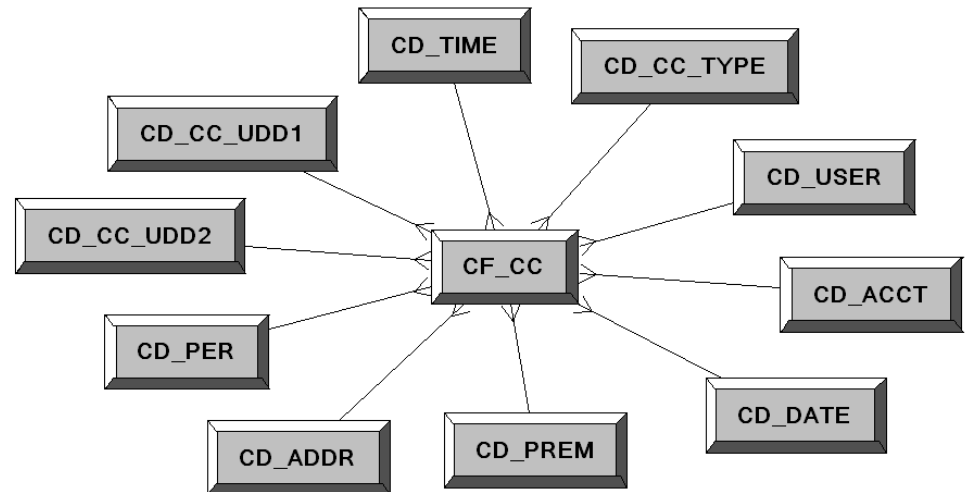 CD_TIME
CD_CC_TYPE
CD_CC_UDD1
CD_USER
CD_CC_UDD2
CF_CC
CD_ACCT
CD_PER
CD_DATE
CD_ADDR
CD_PREM